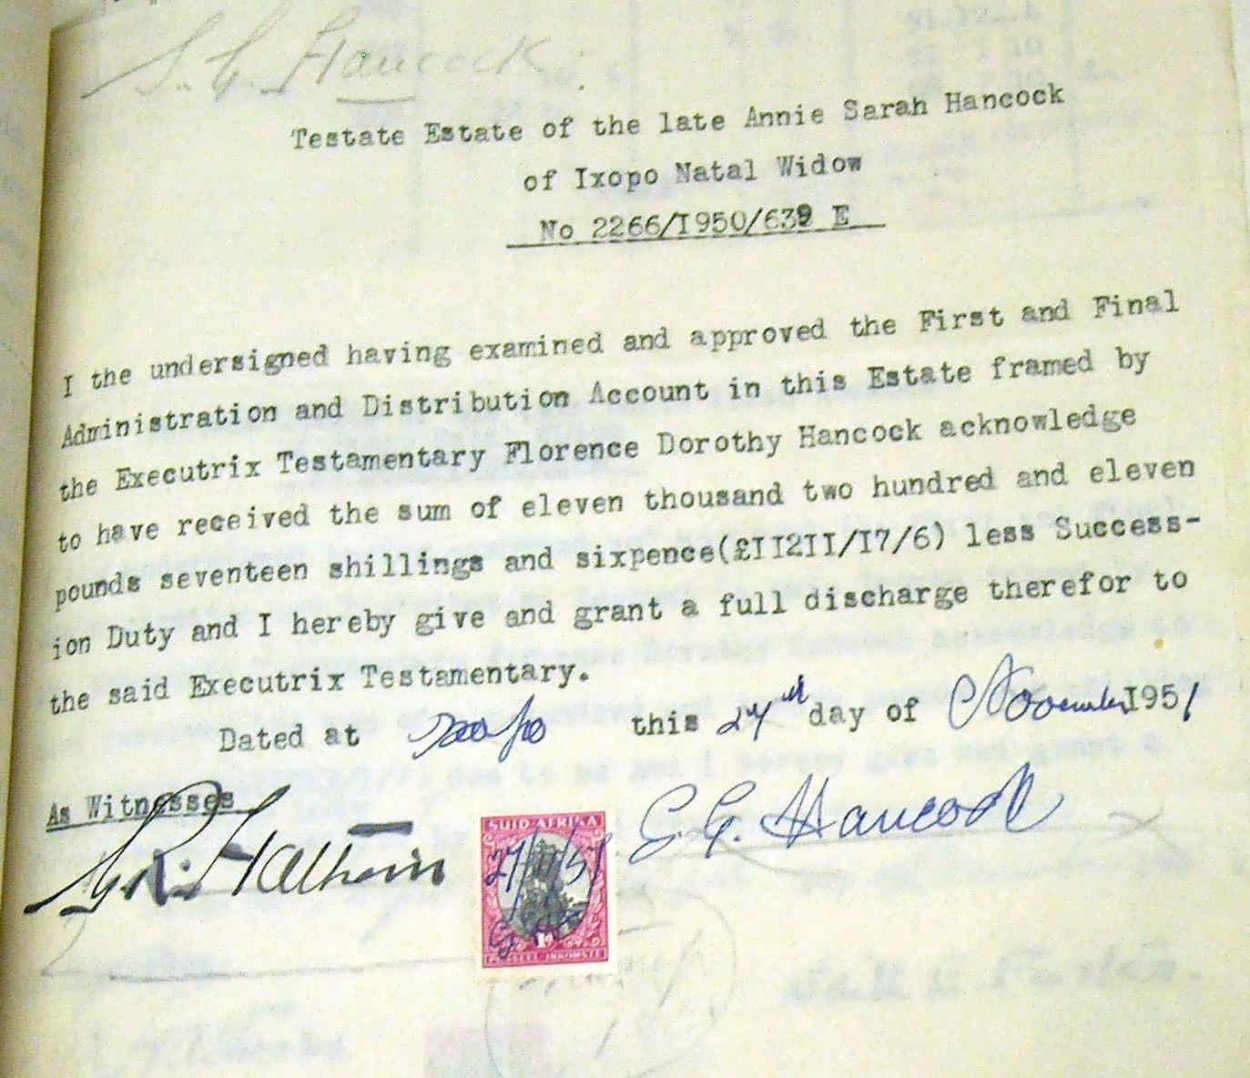 S. G. Hancock.
Testate Estate of the late Annie Sarah Hancock
of Ixopo Natal Widow
No 2266/I950/639 E
I the undersigned having examined and approved the First and Final
Administration and Distribution Account in this Estate framed by
the Executrix Testamentary Florence Dorothy Hancock acknowledge
to have received the sum of eleven thousand two hundred and eleven
pounds seventeen shillings and sixpence(£II2II/I7/6) less Success-
ion Duty and I hereby give and grant a full discharge therefor to
the said Executrix Testamentary.
Dated at Ixopo this 27th day of November I951
As Witnesses
G. G. Hancock
SUID-AFRIKA
27/11/51
1D